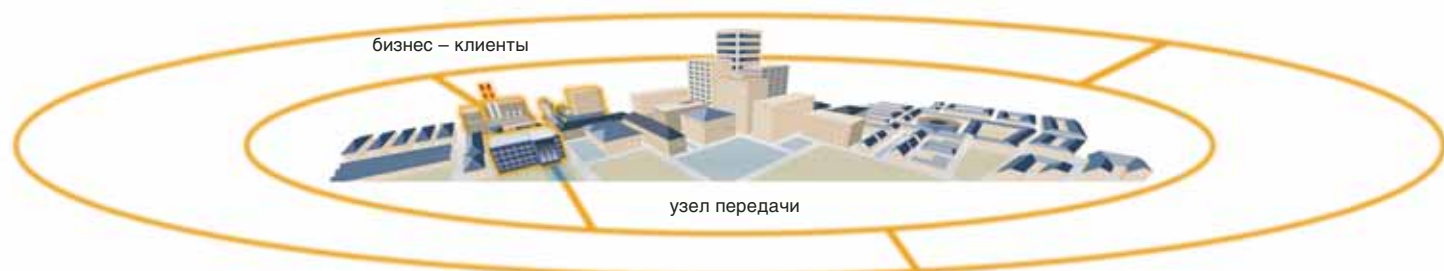 бизнес – клиенты
узел передачи